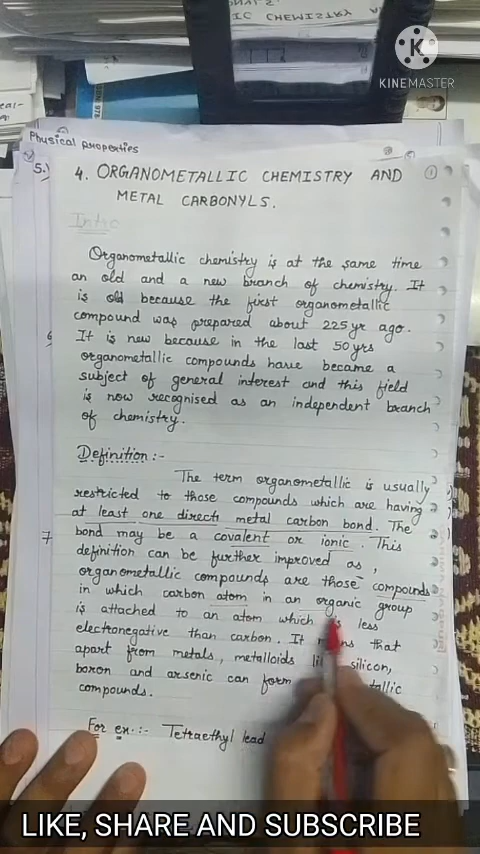 KINEMASTER
Physical properties
5.)
①
4. ORGANOMETALLIC CHEMISTRY AND
METAL CARBONYLS.
Intro
Organometallic chemistry is at the same time
an old and a new branch of chemistry. It
is old because the first organometallic
compound was prepared about 225 yr ago.
It is new because in the last 50 yrs
organometallic compounds have became a
subject of general interest and this field
is now recognised as an independent branch
of chemistry.
Definition :-
The term organometallic is usually
restricted to those compounds which are having
at least one direct metal carbon bond. The
7
bond may be a covalent or ionic. This
definition can be further improved as,
organometallic compounds are those compounds
in which carbon atom in an organic group
is attached to an atom which is less
electronegative than carbon. It means that
apart from metals, metalloids silicon,
boron and arsenic can form
compounds.
For ex. :- Tetraethyl lead
LIKE, SHARE AND SUBSCRIBE